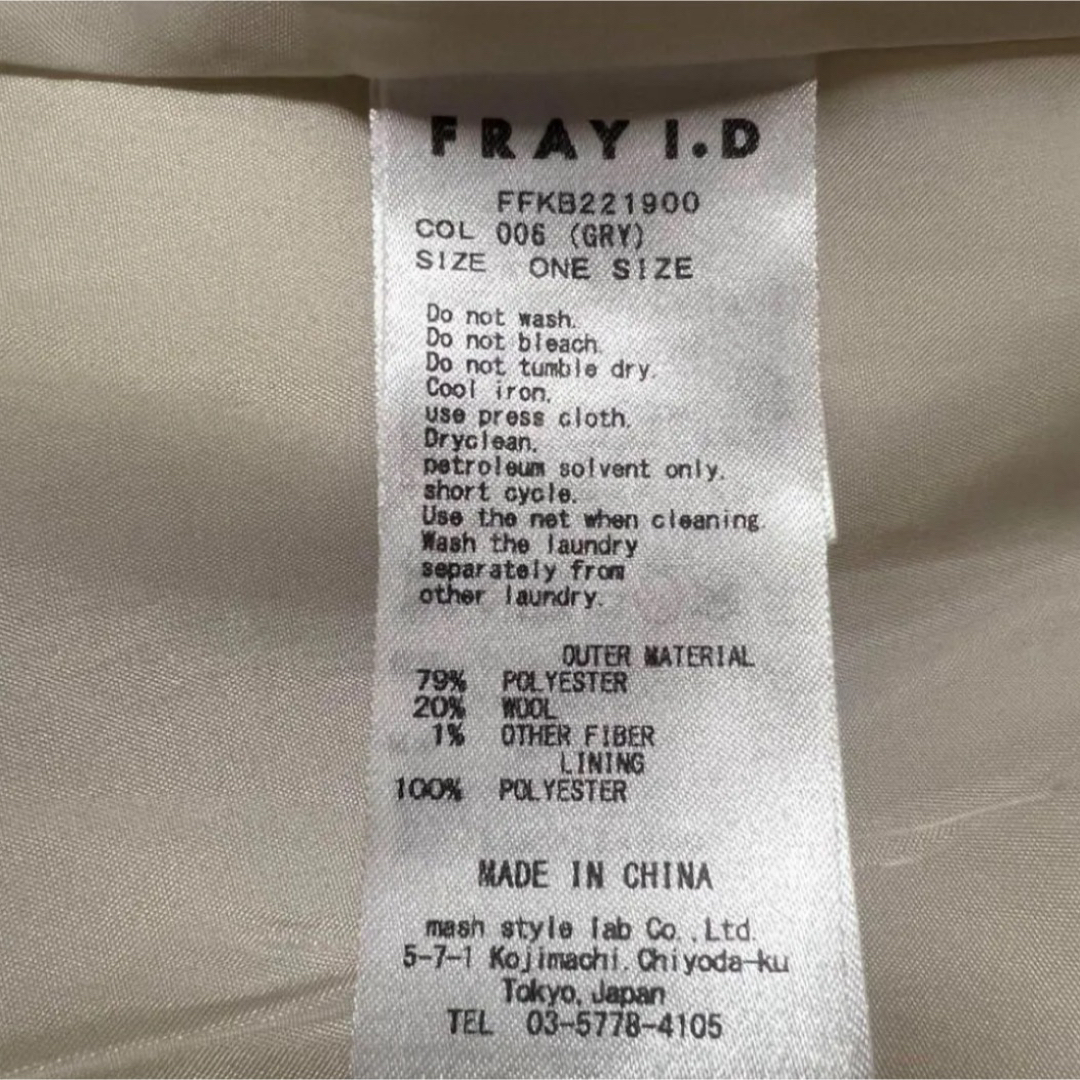 FRAY I.D
FFKB221900
COL 006 (GRY)
SIZE ONE SIZE
Do not wash.
Do not bleach.
Do not tumble dry.
Cool iron.
use press cloth.
Dryclean.
petroleum solvent only.
short cycle.
Use the net when cleaning.
Wash the laundry
separately from
other laundry.
OUTER MATERIAL
79% POLYESTER
20% WOOL
1% OTHER FIBER
LINING
100% POLYESTER
MADE IN CHINA
mash style lab Co.,Ltd.
5-7-1 Kojimachi.Chiyoda-ku
Tokyo,Japan
TEL 03-5778-4105